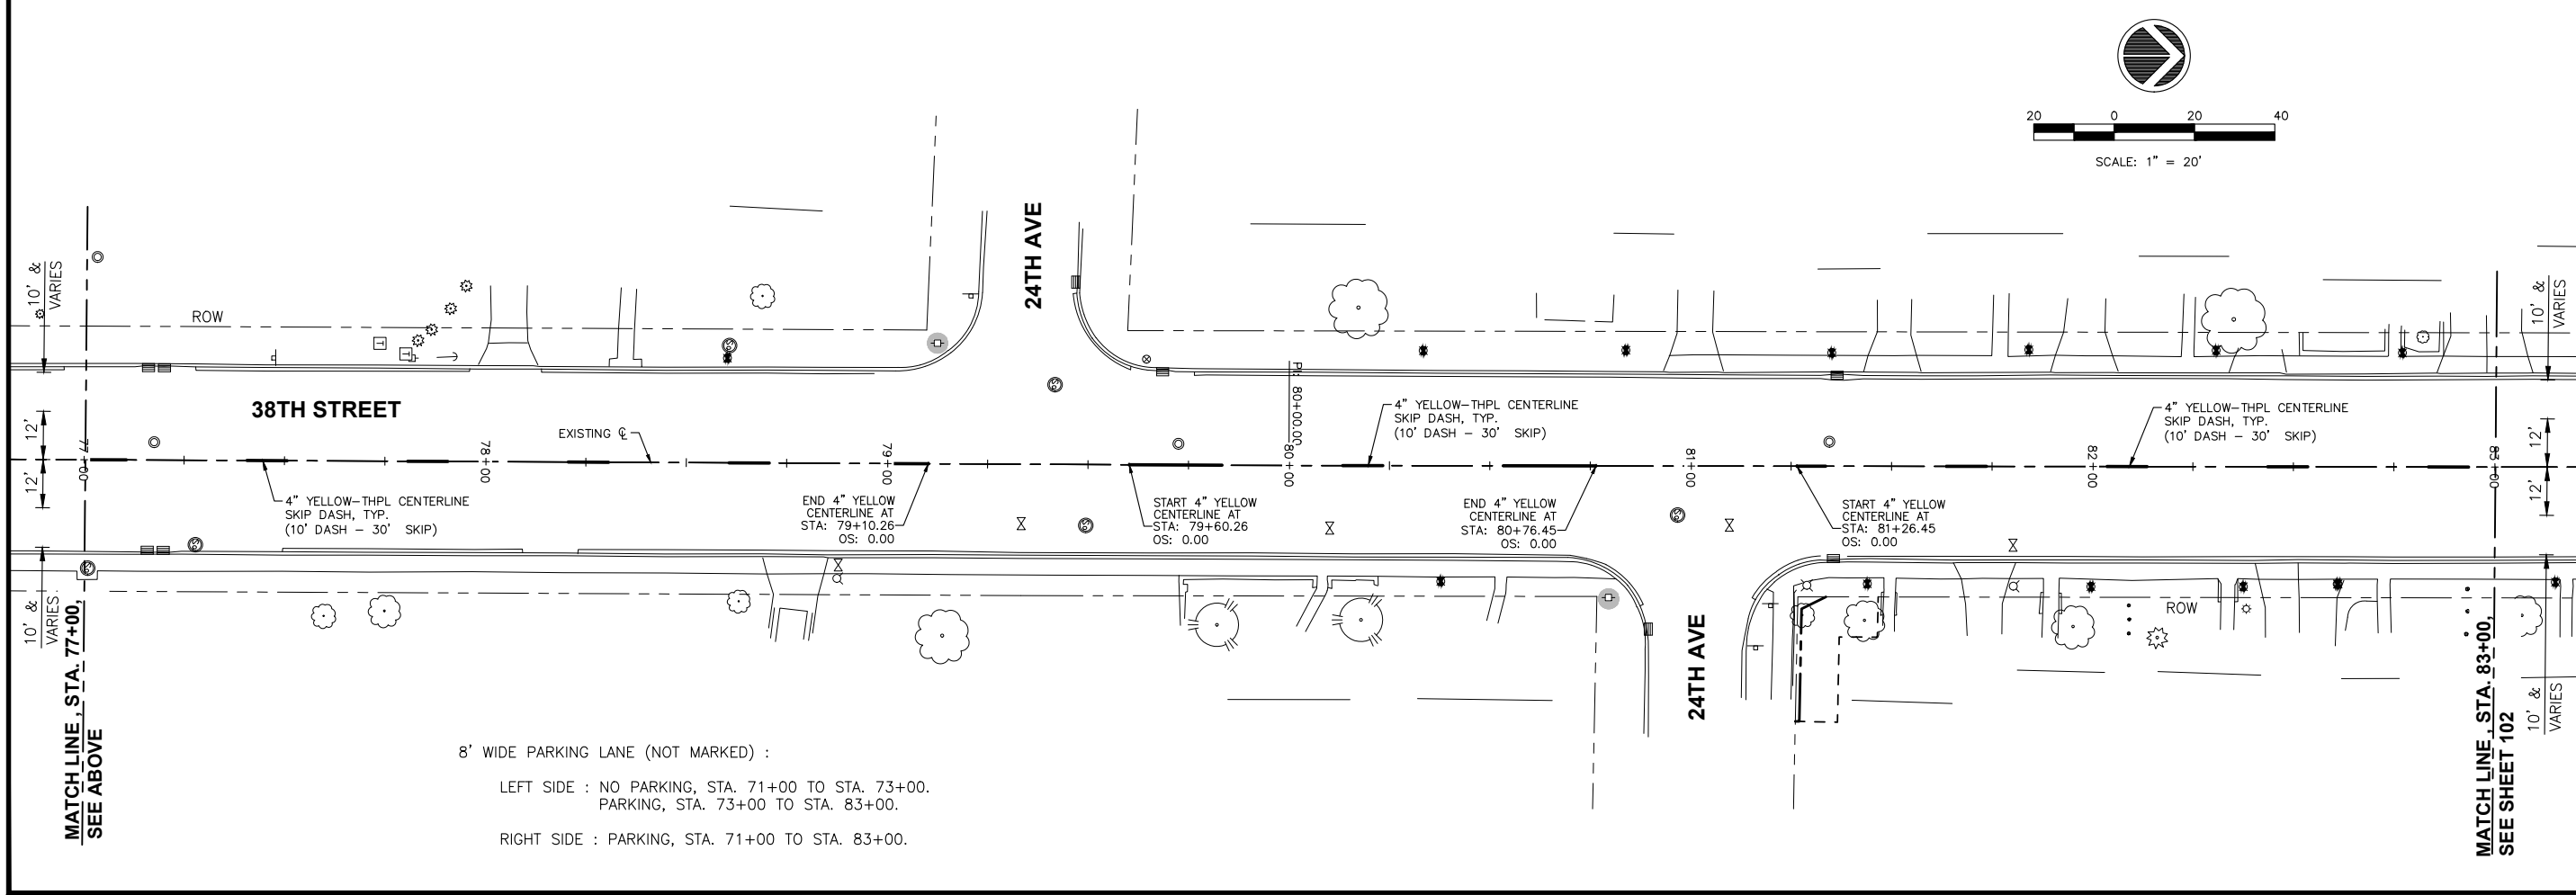 20 0 20 40
SCALE: 1" = 20'
24TH AVE
10' &
VARIES
ROW
10' &
VARIES
38TH STREET
EXISTING ℄
PI: 80+00.00
4" YELLOW-THPL CENTERLINE
SKIP DASH, TYP.
(10' DASH - 30' SKIP)
4" YELLOW-THPL CENTERLINE
SKIP DASH, TYP.
(10' DASH - 30' SKIP)
12'
12'
77+00
78+00
79+00
80+00
81+00
82+00
83+00
12'
12'
4" YELLOW-THPL CENTERLINE
SKIP DASH, TYP.
(10' DASH - 30' SKIP)
END 4" YELLOW
CENTERLINE AT
STA: 79+10.26
OS: 0.00
START 4" YELLOW
CENTERLINE AT
STA: 79+60.26
OS: 0.00
END 4" YELLOW
CENTERLINE AT
STA: 80+76.45
OS: 0.00
START 4" YELLOW
CENTERLINE AT
STA: 81+26.45
OS: 0.00
10' &
VARIES
MATCH LINE , STA. 77+00,
SEE ABOVE
24TH AVE
ROW
MATCH LINE , STA. 83+00,
SEE SHEET 102
10' &
VARIES
8' WIDE PARKING LANE (NOT MARKED) :
LEFT SIDE : NO PARKING, STA. 71+00 TO STA. 73+00.
PARKING, STA. 73+00 TO STA. 83+00.
RIGHT SIDE : PARKING, STA. 71+00 TO STA. 83+00.